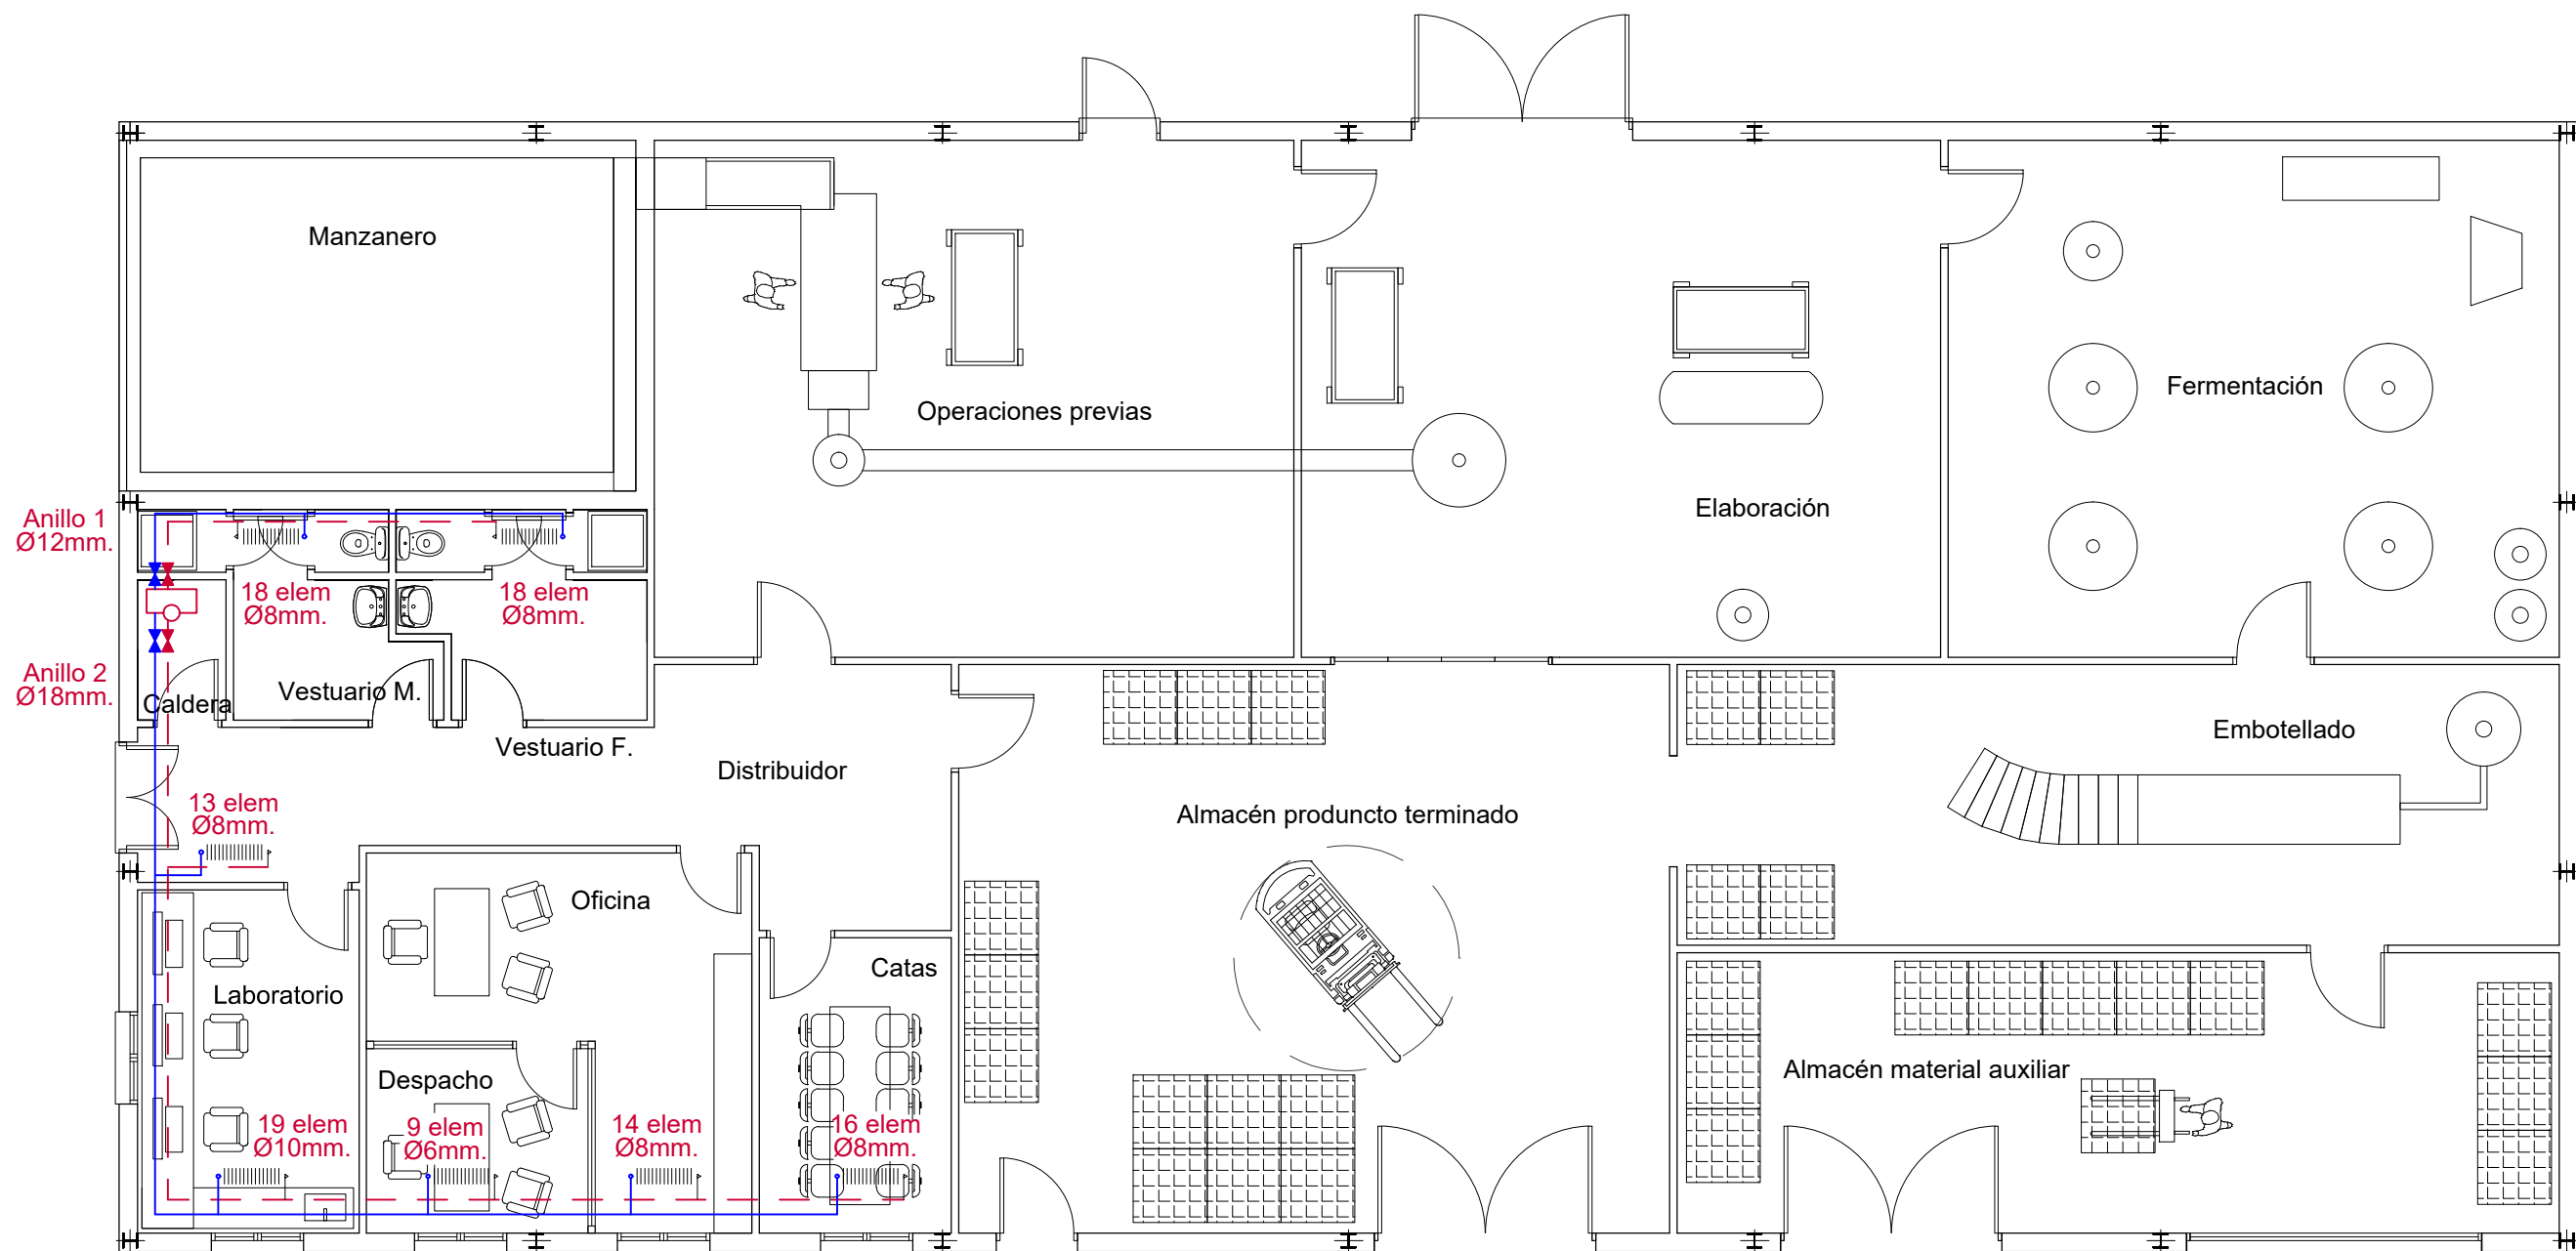 Manzanero
Operaciones previas
Fermentación
Elaboración
Anillo 1
Ø12mm.
18 elem
Ø8mm.
18 elem
Ø8mm.
Anillo 2
Ø18mm.
Caldera
Vestuario M.
Vestuario F.
Distribuidor
Embotellado
13 elem
Ø8mm.
Almacén produncto terminado
Oficina
Catas
Laboratorio
Despacho
Almacén material auxiliar
19 elem
Ø10mm.
9 elem
Ø6mm.
14 elem
Ø8mm.
16 elem
Ø8mm.